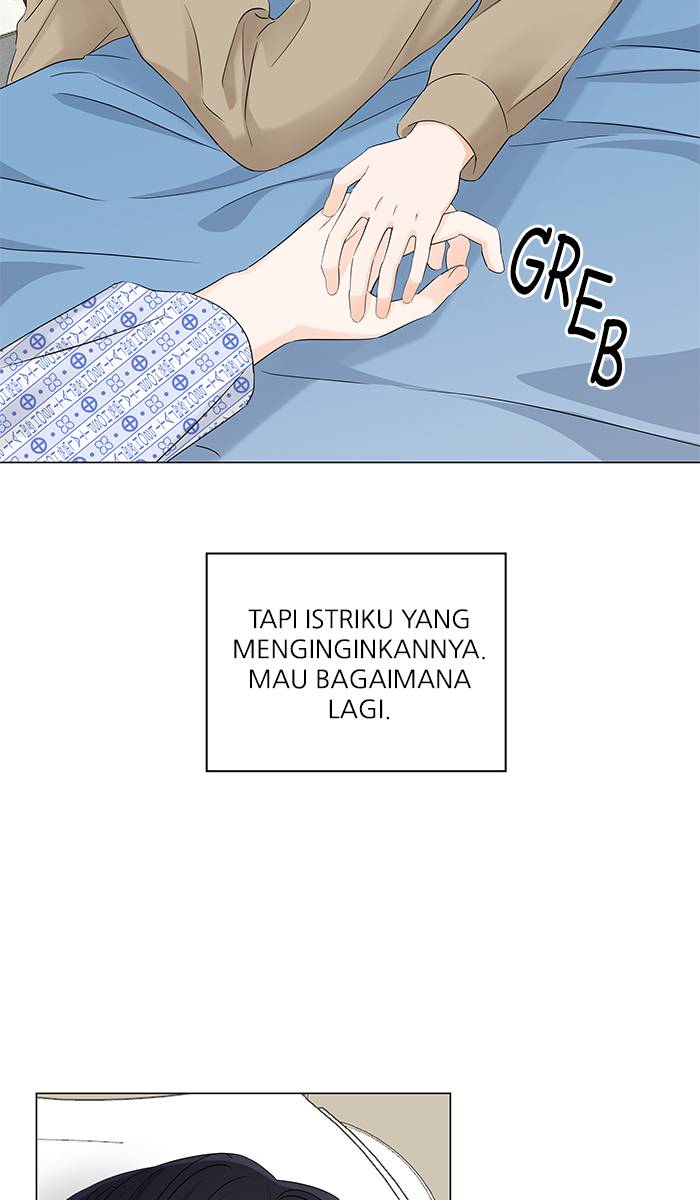 GREB
TAPI ISTRIKU YANG
MENGINGINKANNYA.
MAU BAGAIMANA
LAGI.